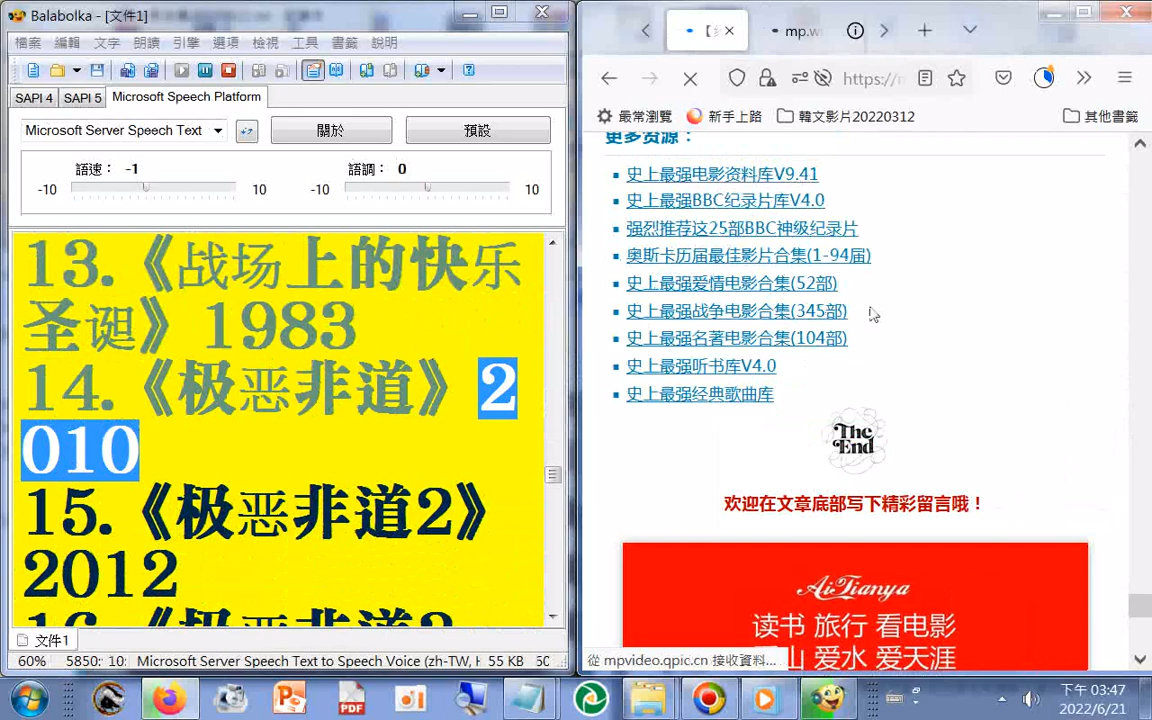 Balabolka - [文件1]
檔案 編輯 文字 朗讀 引擎 選項 檢視 工具 書籤 說明
SAPI 4 SAPI 5 Microsoft Speech Platform
Microsoft Server Speech Text
關於
預設
語速： -1
語調： 0
-10 10 -10 10
13.《战场上的快乐
圣诞》1983
14.《极恶非道》2
010
15.《极恶非道2》
2012
文件1
60% 5850: 10: Microsoft Server Speech Text to Speech Voice (zh-TW, H 55 KB
mp.w
https://
最常瀏覽 新手上路 韓文影片20220312 其他書籤
更多资源：
史上最强电影资料库V9.41
史上最强BBC纪录片库V4.0
强烈推荐这25部BBC神级纪录片
奥斯卡历届最佳影片合集(1-94届)
史上最强爱情电影合集(52部)
史上最强战争电影合集(345部)
史上最强名著电影合集(104部)
史上最强听书库V4.0
史上最强经典歌曲库
The
End
欢迎在文章底部写下精彩留言哦！
AiTianya
读书 旅行 看电影
山 爱水 爱天涯
從 mpvideo.qpic.cn 接收資料...
下午 03:47
2022/6/21